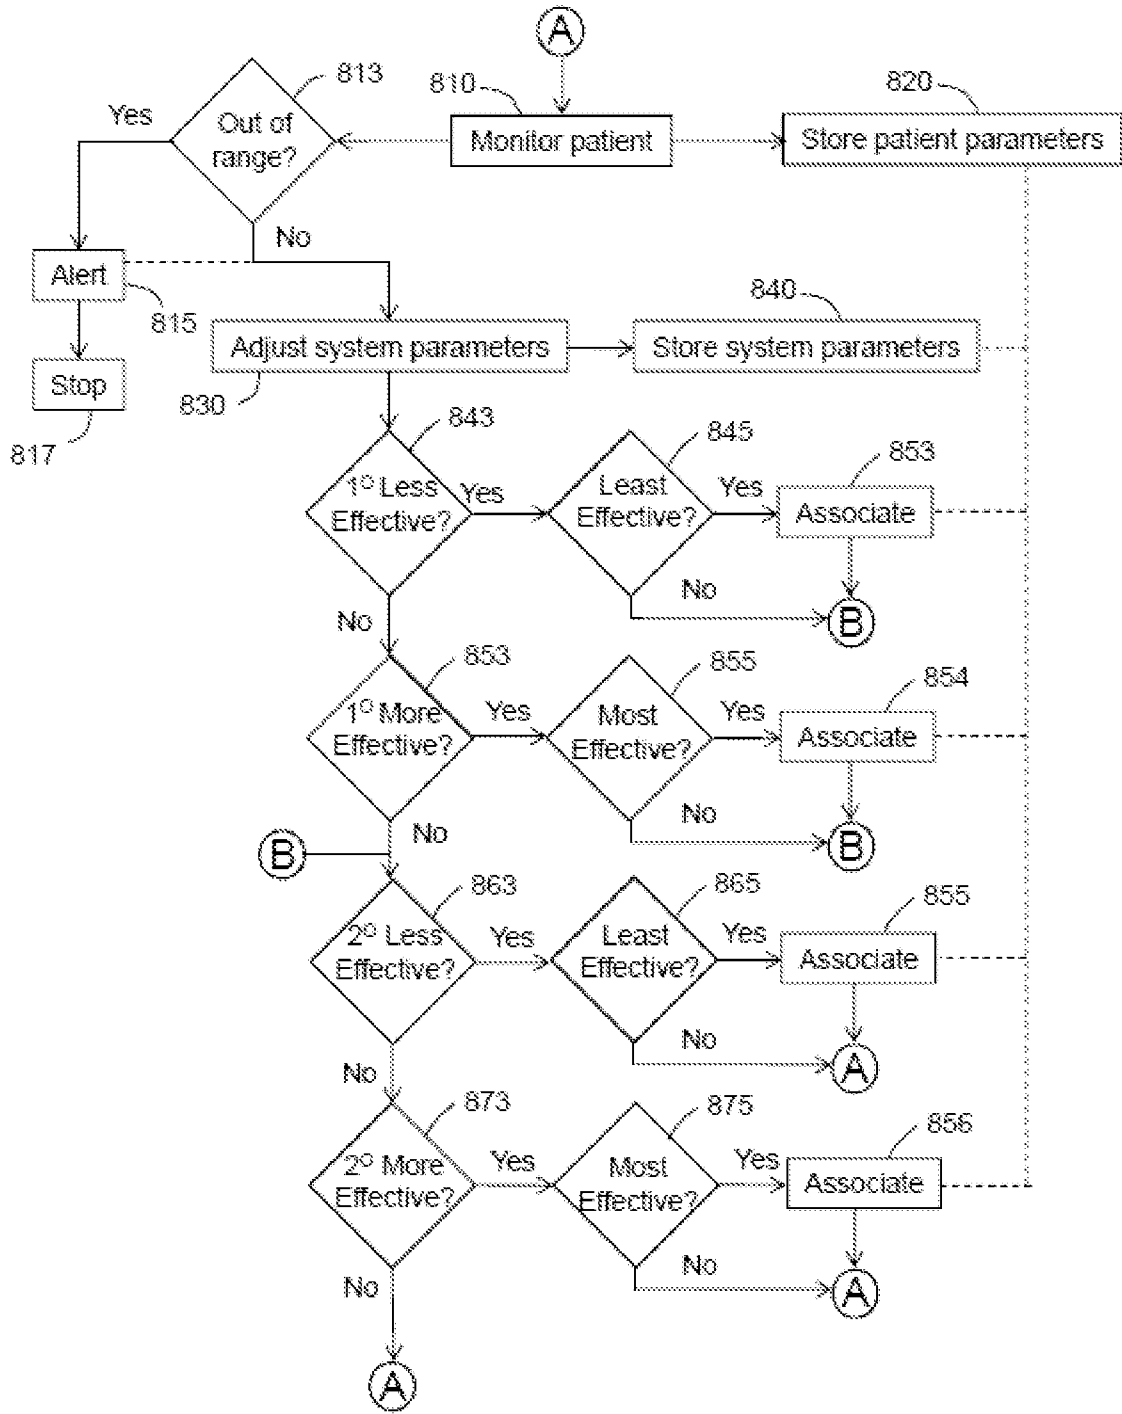 A
813
810
820
Yes
Out of
range?
Monitor patient
Store patient parameters
No
Alert
815
840
Adjust system parameters
Store system parameters
Stop
830
817
843
845
853
1° Less
Effective?
Yes
Least
Effective?
Yes
Associate
No
No
B
853
855
854
1° More
Effective?
Yes
Most
Effective?
Yes
Associate
No
No
B
B
863
865
855
2° Less
Effective?
Yes
Least
Effective?
Yes
Associate
No
No
A
873
875
856
2° More
Effective?
Yes
Most
Effective?
Yes
Associate
No
No
A
A